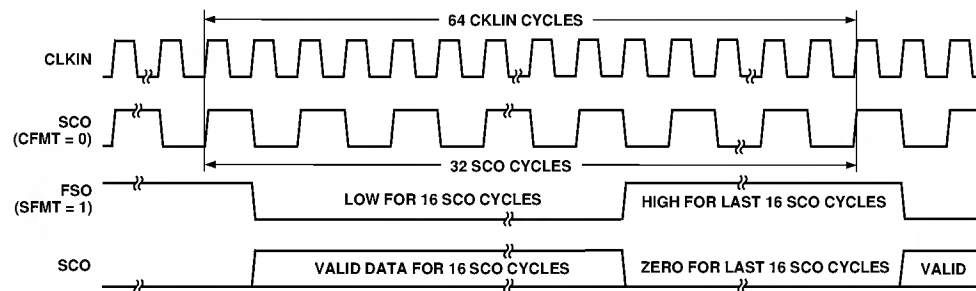 64 CKLIN CYCLES
CLKIN
SCO
(CFMT = 0)
32 SCO CYCLES
FSO
(SFMT = 1)
LOW FOR 16 SCO CYCLES
HIGH FOR LAST 16 SCO CYCLES
SCO
VALID DATA FOR 16 SCO CYCLES
ZERO FOR LAST 16 SCO CYCLES
VALID